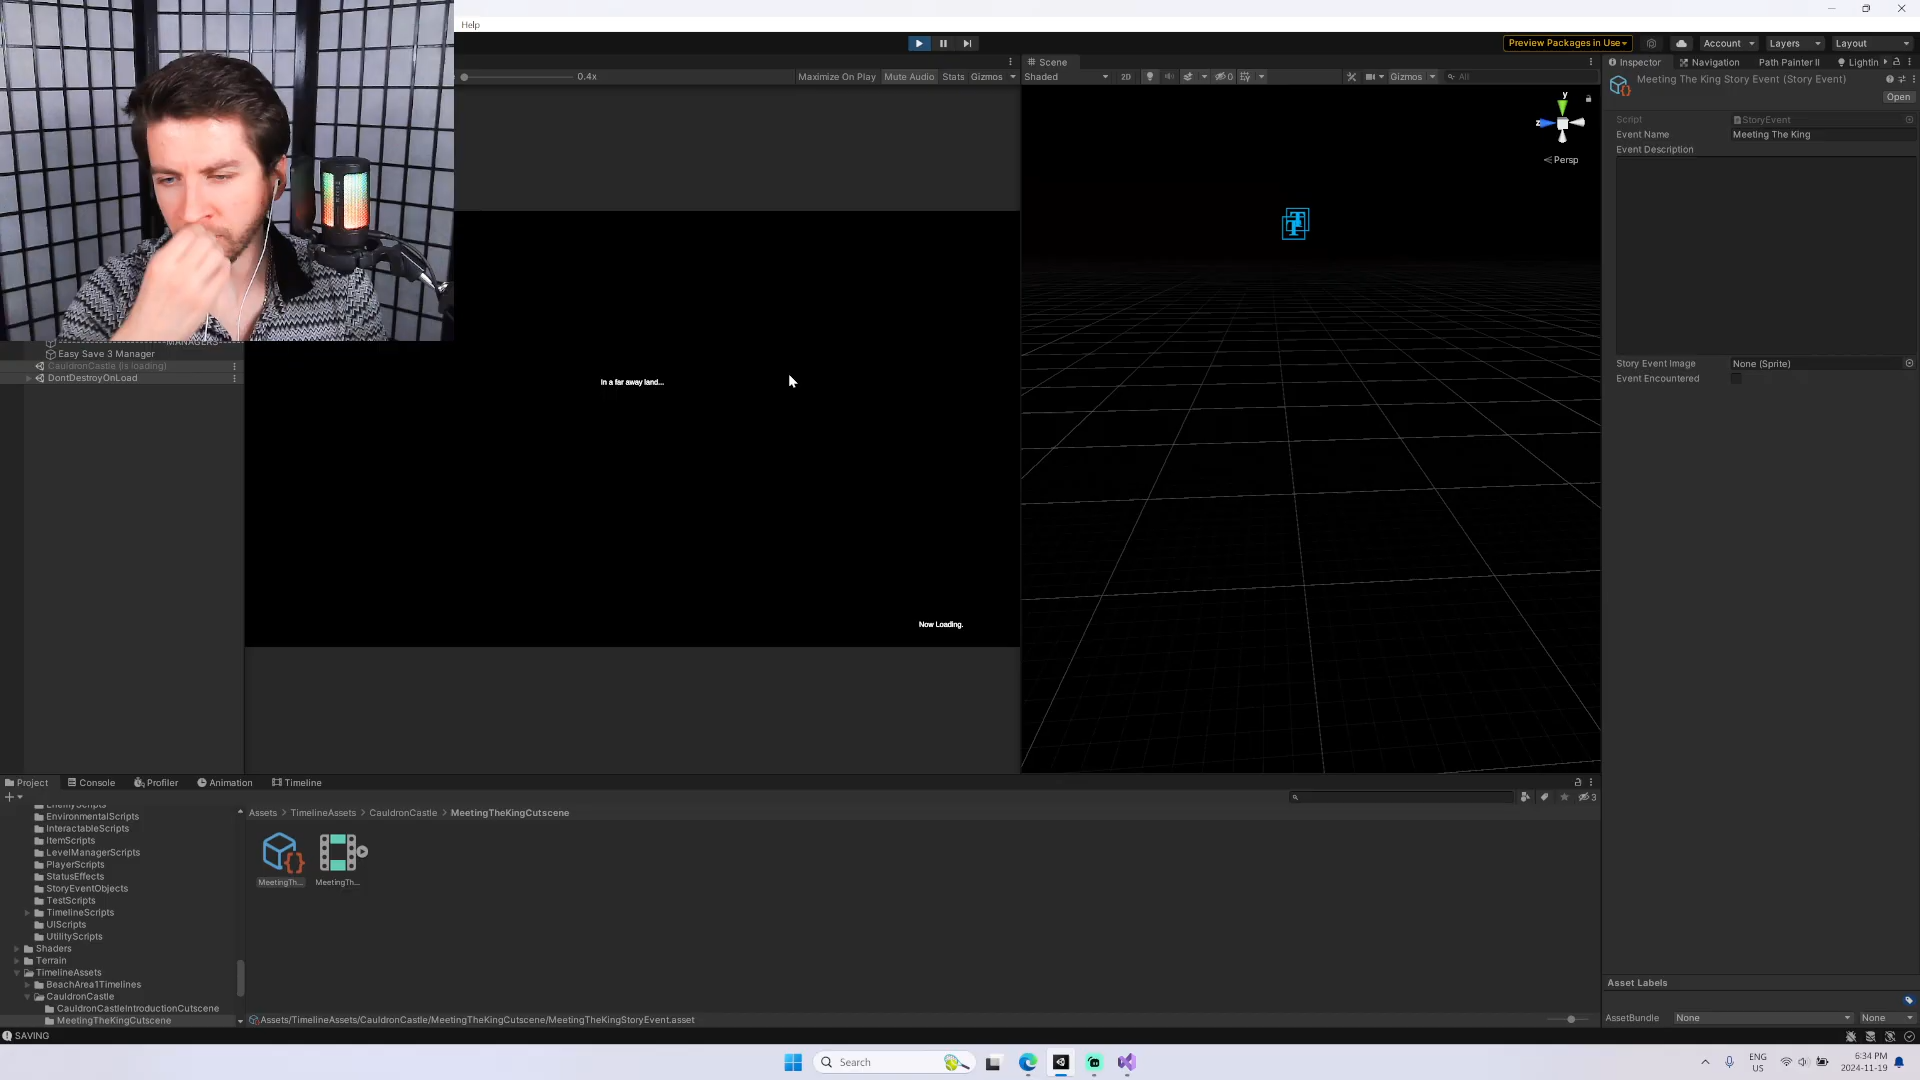 Help
Preview Packages in Use
Account
Layers
Layout
0.4x
Maximize On Play
Mute Audio
Stats
Gizmos
Scene
Shaded
2D
0
Gizmos
All
y
z
Persp
Inspector
Navigation
Path Painter II
Lightin
Meeting The King Story Event (Story Event)
Open
Script
StoryEvent
Event Name
Meeting The King
Event Description
Story Event Image
None (Sprite)
Event Encountered
MANAGERS
Easy Save 3 Manager
CauldronCastle (is loading)
DontDestroyOnLoad
In a far away land...
Now Loading.
Project
Console
Profiler
Animation
Timeline
3
EnemyScripts
EnvironmentalScripts
InteractableScripts
ItemScripts
LevelManagerScripts
PlayerScripts
StatusEffects
StoryEventObjects
TestScripts
TimelineScripts
UIScripts
UtilityScripts
Shaders
Terrain
TimelineAssets
BeachArea1Timelines
CauldronCastle
CauldronCastleIntroductionCutscene
MeetingTheKingCutscene
Assets > TimelineAssets > CauldronCastle > MeetingTheKingCutscene
MeetingTh...
MeetingTh...
Assets/TimelineAssets/CauldronCastle/MeetingTheKingCutscene/MeetingTheKingStoryEvent.asset
Asset Labels
AssetBundle
None
None
SAVING
Search
ENG
US
6:34 PM
2024-11-19